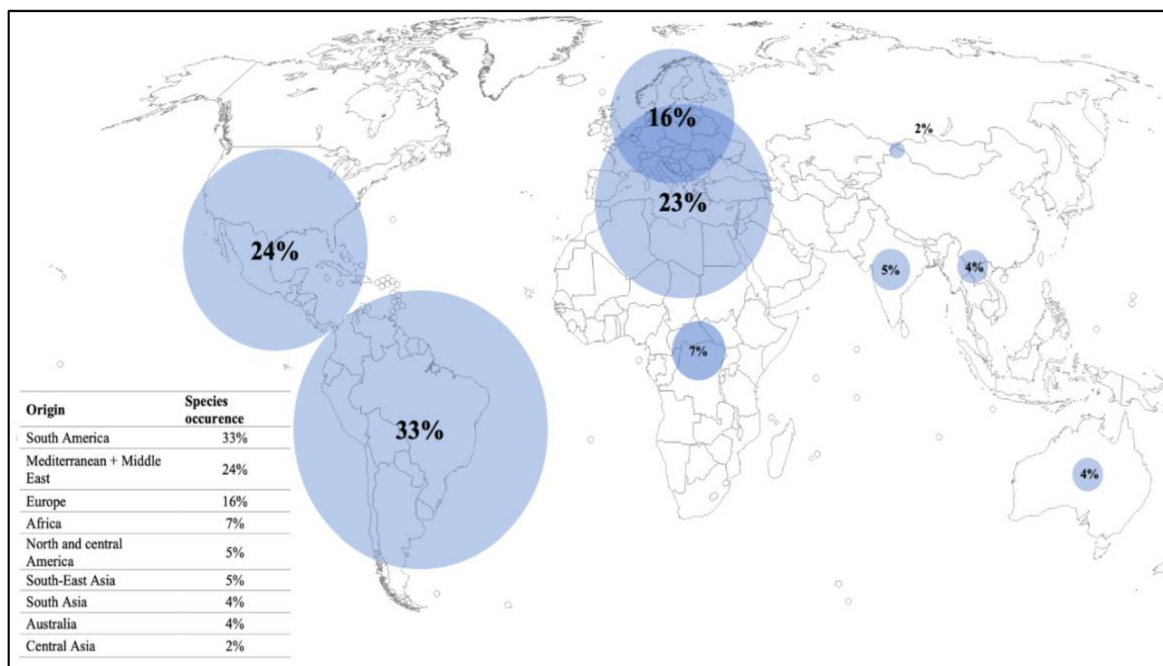 16%
2%
23%
24%
5%
4%
7%
33%
4%
Origin Species occurence
South America 33%
Mediterranean + Middle East 24%
Europe 16%
Africa 7%
North and central America 5%
South-East Asia 5%
South Asia 4%
Australia 4%
Central Asia 2%